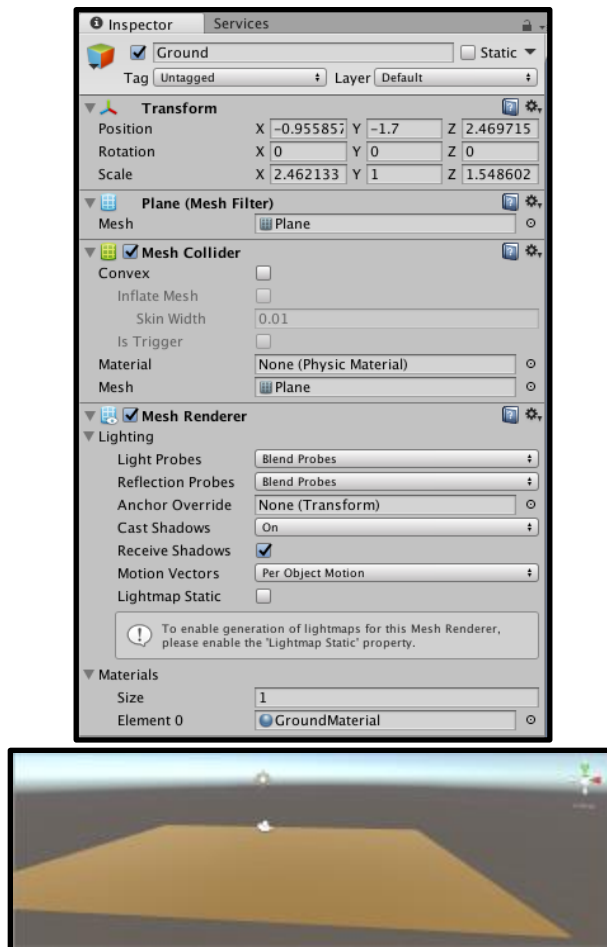 Inspector Services
Ground Static
Tag Untagged Layer Default
Transform
Position X -0.955857 Y -1.7 Z 2.469715
Rotation X 0 Y 0 Z 0
Scale X 2.462133 Y 1 Z 1.548602
Plane (Mesh Filter)
Mesh Plane
Mesh Collider
Convex
Inflate Mesh
Skin Width 0.01
Is Trigger
Material None (Physic Material)
Mesh Plane
Mesh Renderer
Lighting
Light Probes Blend Probes
Reflection Probes Blend Probes
Anchor Override None (Transform)
Cast Shadows On
Receive Shadows
Motion Vectors Per Object Motion
Lightmap Static
To enable generation of lightmaps for this Mesh Renderer,
please enable the 'Lightmap Static' property.
Materials
Size 1
Element 0 GroundMaterial